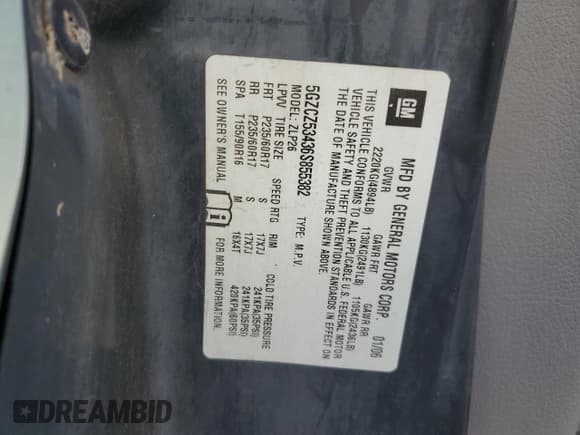 GM
MFD BY GENERAL MOTORS CORP. 01/06
GVWR GAWR FRT GAWR RR
2220KG(4894LB) 1130KG(2491LB) 1105KG(2436LB)
THIS VEHICLE CONFORMS TO ALL APPLICABLE U.S. FEDERAL MOTOR
VEHICLE SAFETY AND THEFT PREVENTION STANDARDS IN EFFECT ON
THE DATE OF MANUFACTURE SHOWN ABOVE.
5GZCZ53436S855382 TYPE: M.P.V.
MODEL: ZLP26
LPVV TIRE SIZE SPEED RTG RIM COLD TIRE PRESSURE
FRT P235/60R17 S 17X7J 241KPA(35PSI)
RR P235/60R17 S 17X7J 241KPA(35PSI)
SPA T155/90R16 M 16X4T 420KPA(60PSI)
SEE OWNER'S MANUAL i FOR MORE INFORMATION.
DREAMBID